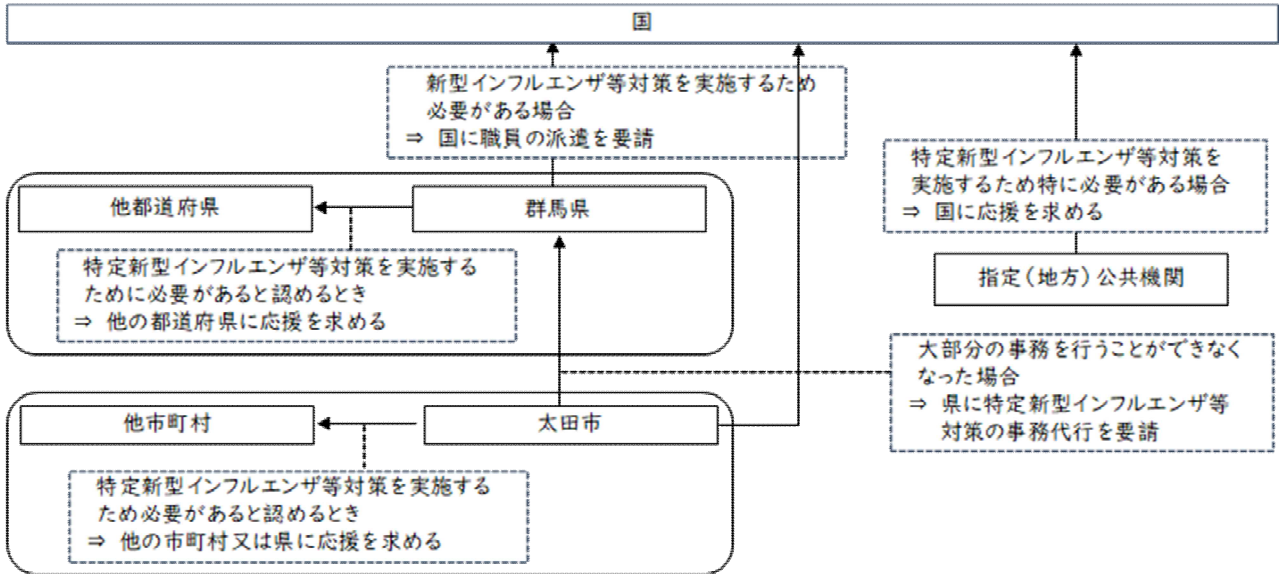 国
新型インフルエンザ等対策を実施するため
必要がある場合
⇒ 国に職員の派遣を要請
特定新型インフルエンザ等対策を
実施するため特に必要がある場合
⇒ 国に応援を求める
他都道府県
群馬県
特定新型インフルエンザ等対策を実施する
ために必要があると認めるとき
⇒ 他の都道府県に応援を求める
指定(地方)公共機関
大部分の事務を行うことができなく
なった場合
⇒ 県に特定新型インフルエンザ等
対策の事務代行を要請
他市町村
太田市
特定新型インフルエンザ等対策を実施する
ため必要があると認めるとき
⇒ 他の市町村又は県に応援を求める